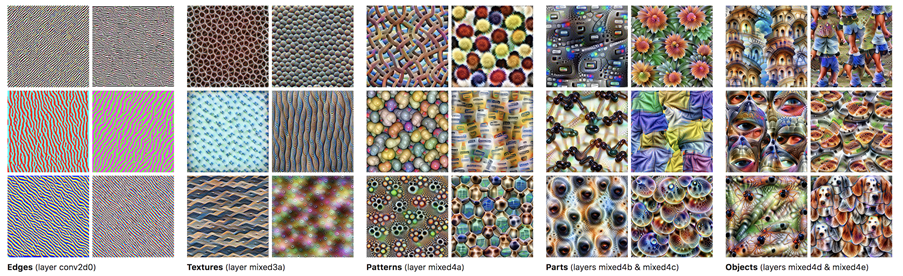 Edges (layer conv2d0)
Textures (layer mixed3a)
Patterns (layer mixed4a)
Parts (layers mixed4b & mixed4c)
Objects (layers mixed4d & mixed4e)